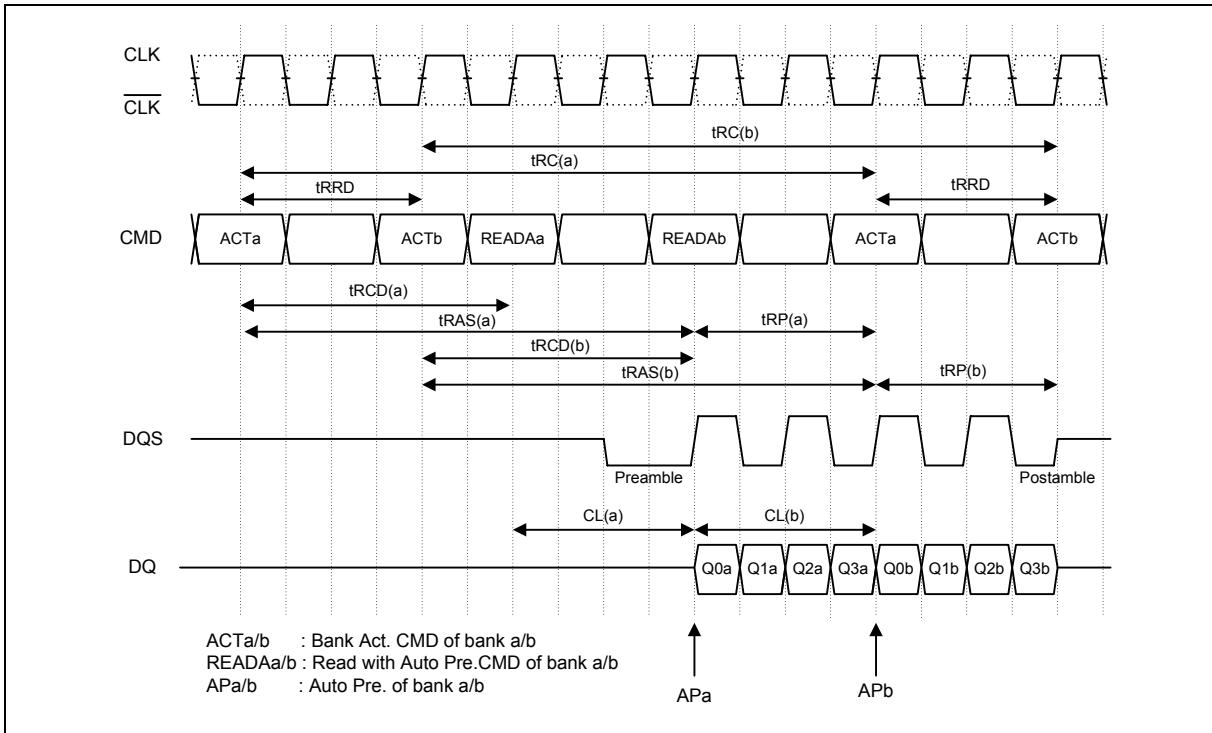 CLK
CLK
tRC(b)
tRC(a)
tRRD
tRRD
CMD
ACTa
ACTb
READAa
READAb
ACTa
ACTb
tRCD(a)
tRAS(a)
tRP(a)
tRCD(b)
tRAS(b)
tRP(b)
DQS
Preamble
Postamble
CL(a)
CL(b)
DQ
Q0a
Q1a
Q2a
Q3a
Q0b
Q1b
Q2b
Q3b
ACTa/b : Bank Act. CMD of bank a/b
READAa/b : Read with Auto Pre.CMD of bank a/b
APa/b : Auto Pre. of bank a/b
APa
APb